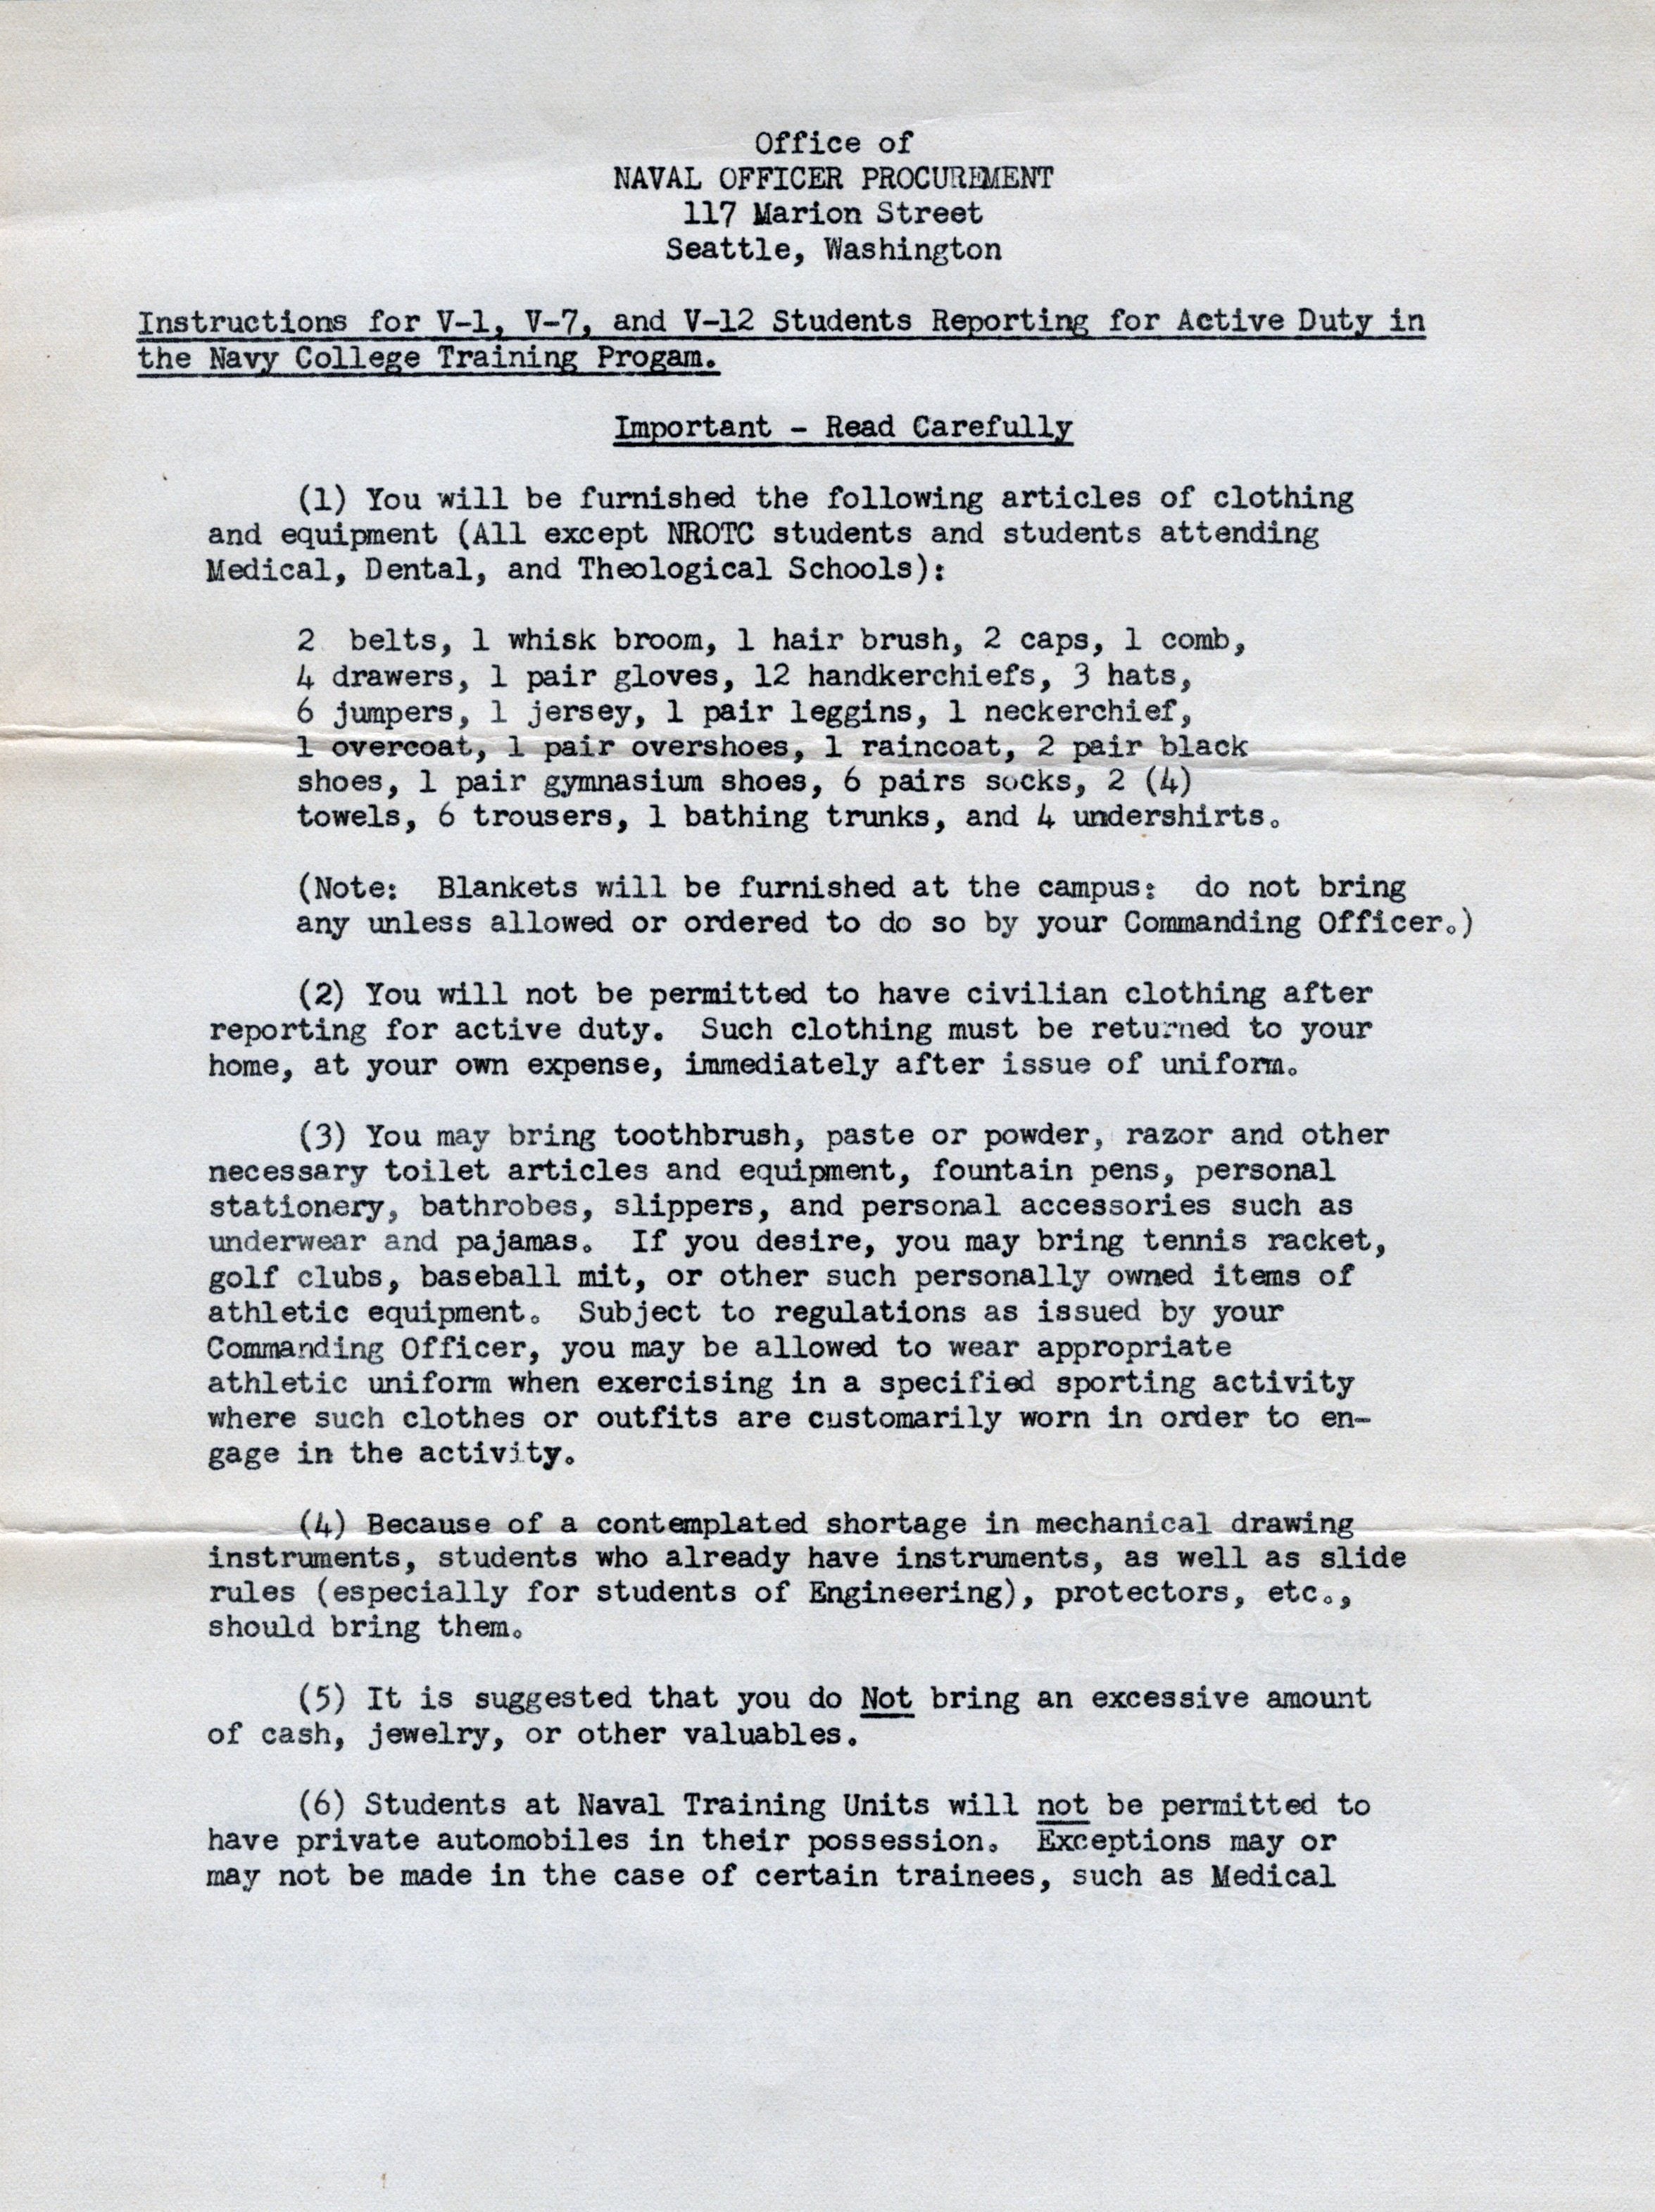 Office of
NAVAL OFFICER PROCUREMENT
117 Marion Street
Seattle, Washington
Instructions for V-1, V-7, and V-12 Students Reporting for Active Duty in
the Navy College Training Progam.
Important - Read Carefully
(1) You will be furnished the following articles of clothing
and equipment (All except NROTC students and students attending
Medical, Dental, and Theological Schools):
2 belts, 1 whisk broom, 1 hair brush, 2 caps, 1 comb,
4 drawers, 1 pair gloves, 12 handkerchiefs, 3 hats,
6 jumpers, 1 jersey, 1 pair leggins, 1 neckerchief,
1 overcoat, 1 pair overshoes, 1 raincoat, 2 pair black
shoes, 1 pair gymnasium shoes, 6 pairs socks, 2 (4)
towels, 6 trousers, 1 bathing trunks, and 4 undershirts.
(Note: Blankets will be furnished at the campus: do not bring
any unless allowed or ordered to do so by your Commanding Officer.)
(2) You will not be permitted to have civilian clothing after
reporting for active duty. Such clothing must be returned to your
home, at your own expense, immediately after issue of uniform.
(3) You may bring toothbrush, paste or powder, razor and other
necessary toilet articles and equipment, fountain pens, personal
stationery, bathrobes, slippers, and personal accessories such as
underwear and pajamas. If you desire, you may bring tennis racket,
golf clubs, baseball mit, or other such personally owned items of
athletic equipment. Subject to regulations as issued by your
Commanding Officer, you may be allowed to wear appropriate
athletic uniform when exercising in a specified sporting activity
where such clothes or outfits are customarily worn in order to en-
gage in the activity.
(4) Because of a contemplated shortage in mechanical drawing
instruments, students who already have instruments, as well as slide
rules (especially for students of Engineering), protectors, etc.,
should bring them.
(5) It is suggested that you do Not bring an excessive amount
of cash, jewelry, or other valuables.
(6) Students at Naval Training Units will not be permitted to
have private automobiles in their possession. Exceptions may or
may not be made in the case of certain trainees, such as Medical